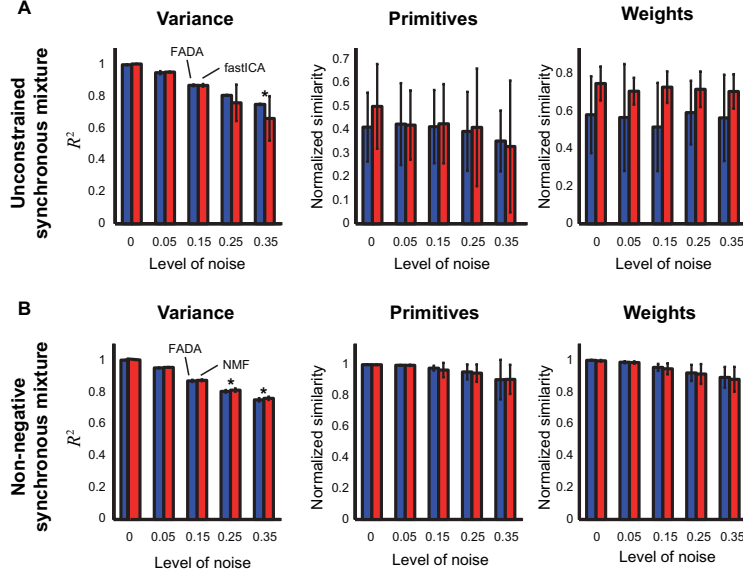 A
Variance
Primitives
Weights
Unconstrained
synchronous mixture
R²
1
0.8
0.6
0.4
0.2
0
FADA
fastICA
*
0 0.05 0.15 0.25 0.35
Level of noise
Normalized similarity
0.7
0.6
0.5
0.4
0.3
0.2
0.1
0
0 0.05 0.15 0.25 0.35
Level of noise
Normalized similarity
0.8
0.6
0.4
0.2
0
0 0.05 0.15 0.25 0.35
Level of noise
B
Variance
Primitives
Weights
Non-negative
synchronous mixture
R²
1
0.8
0.6
0.4
0.2
0
FADA
NMF
* *
0 0.05 0.15 0.25 0.35
Level of noise
Normalized similarity
1
0.8
0.6
0.4
0.2
0
0 0.05 0.15 0.25 0.35
Level of noise
Normalized similarity
1
0.8
0.6
0.4
0.2
0
0 0.05 0.15 0.25 0.35
Level of noise